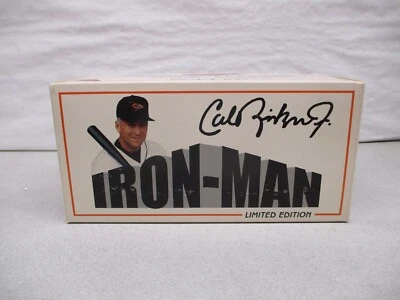 Cal Ripken, Jr.
IRON-MAN
LIMITED EDITION